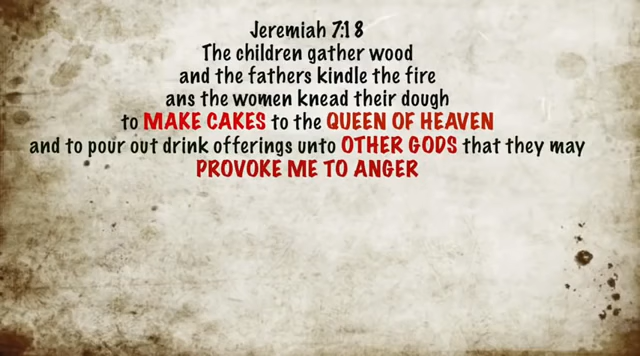 Jeremiah 7:18
The children gather wood
and the fathers kindle the fire
ans the women knead their dough
to MAKE CAKES to the QUEEN OF HEAVEN
and to pour out drink offerings unto OTHER GODS that they may
PROVOKE ME TO ANGER